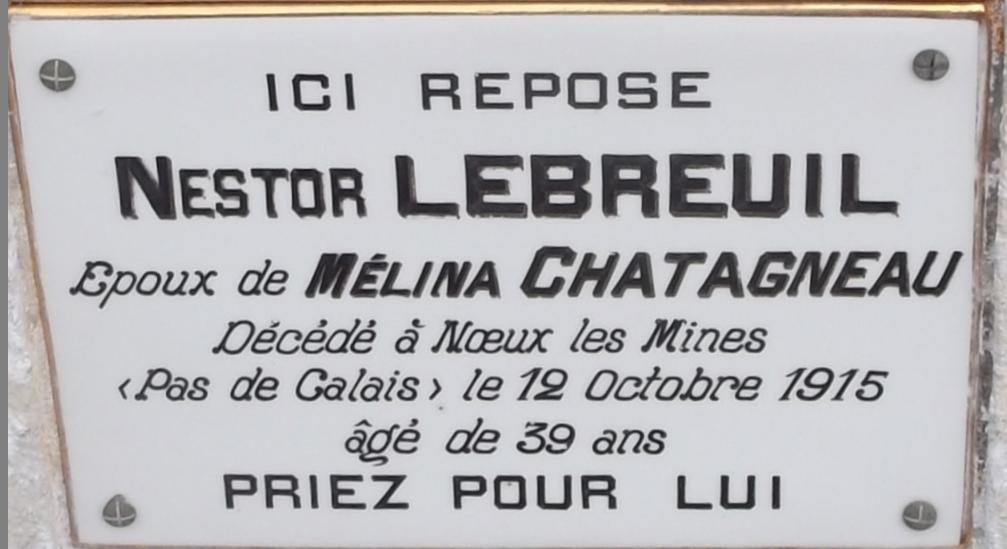 ICI REPOSE
NESTOR LEBREUIL
Epoux de MÉLINA CHATAGNEAU
Décédé à Nœux les Mines
<Pas de Calais> le 12 Octobre 1915
âgé de 39 ans
PRIEZ POUR LUI